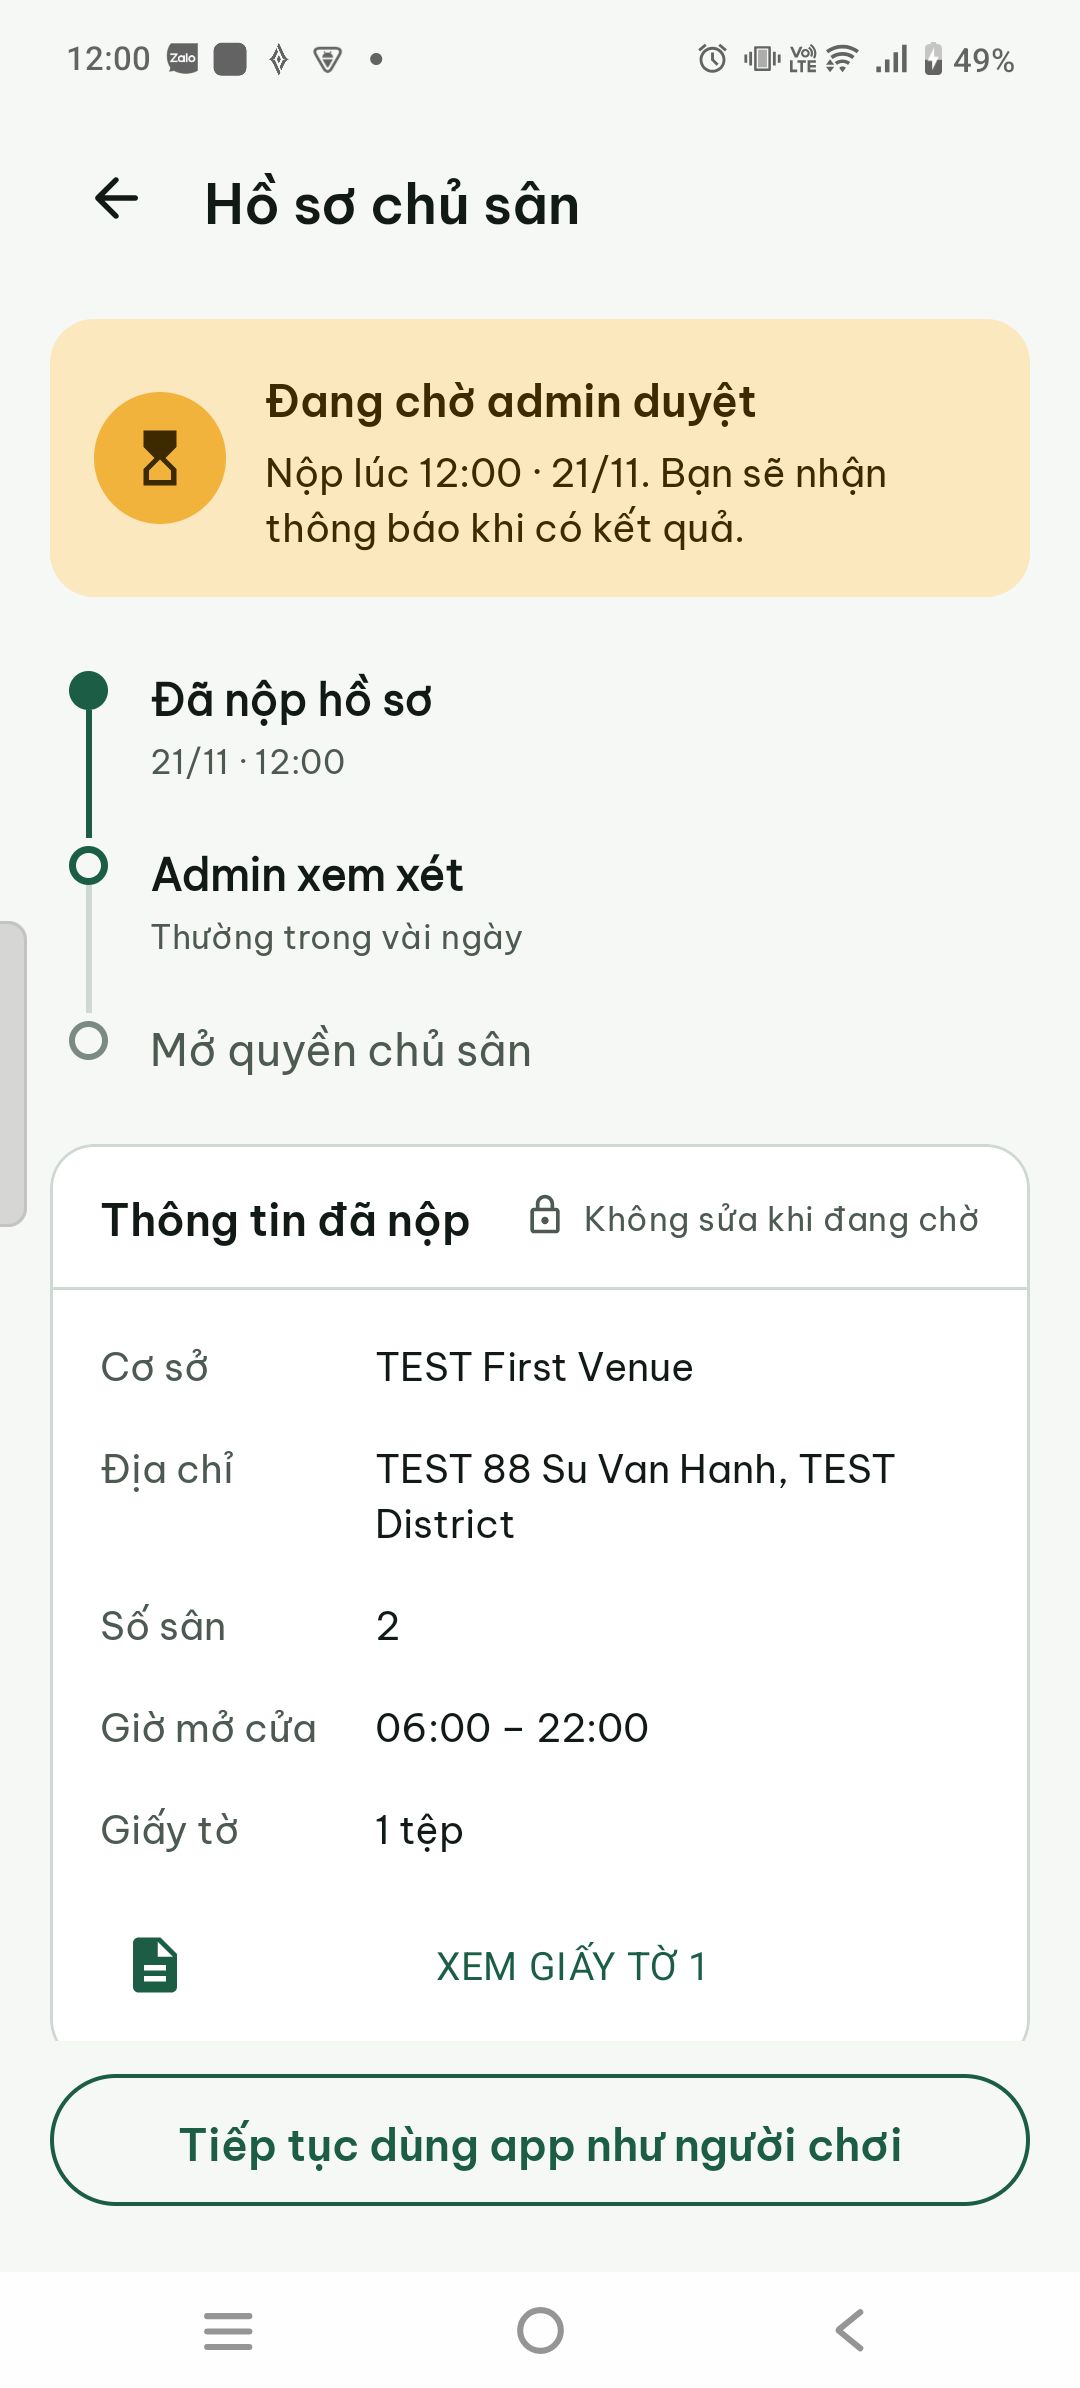 12:00 Zalo VoLTE 49%
Hồ sơ chủ sân
Đang chờ admin duyệt
Nộp lúc 12:00 · 21/11. Bạn sẽ nhận
thông báo khi có kết quả.
Đã nộp hồ sơ
21/11 · 12:00
Admin xem xét
Thường trong vài ngày
Mở quyền chủ sân
Thông tin đã nộp Không sửa khi đang chờ
Cơ sở TEST First Venue
Địa chỉ TEST 88 Su Van Hanh, TEST
District
Số sân 2
Giờ mở cửa 06:00 – 22:00
Giấy tờ 1 tệp
XEM GIẤY TỜ 1
Tiếp tục dùng app như người chơi